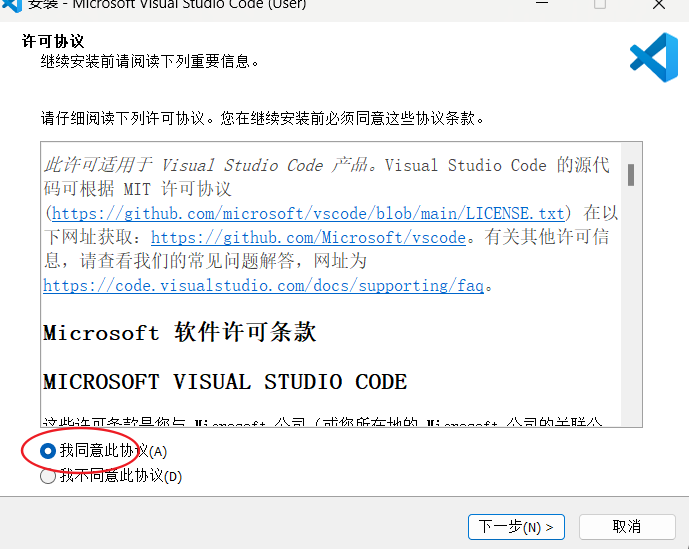 安装 - Microsoft Visual Studio Code (User)
许可协议
继续安装前请阅读下列重要信息。
请仔细阅读下列许可协议。您在继续安装前必须同意这些协议条款。
此许可适用于 Visual Studio Code 产品。Visual Studio Code 的源代
码可根据 MIT 许可协议
(https://github.com/microsoft/vscode/blob/main/LICENSE.txt) 在以
下网址获取：https://github.com/Microsoft/vscode。有关其他许可信
息，请查看我们的常见问题解答，网址为
https://code.visualstudio.com/docs/supporting/faq。
Microsoft 软件许可条款
MICROSOFT VISUAL STUDIO CODE
这些许可条款是您与 Microsoft 公司（或您所在地的 Microsoft 公司的关联公
我同意此协议(A)
我不同意此协议(D)
下一步(N) >
取消